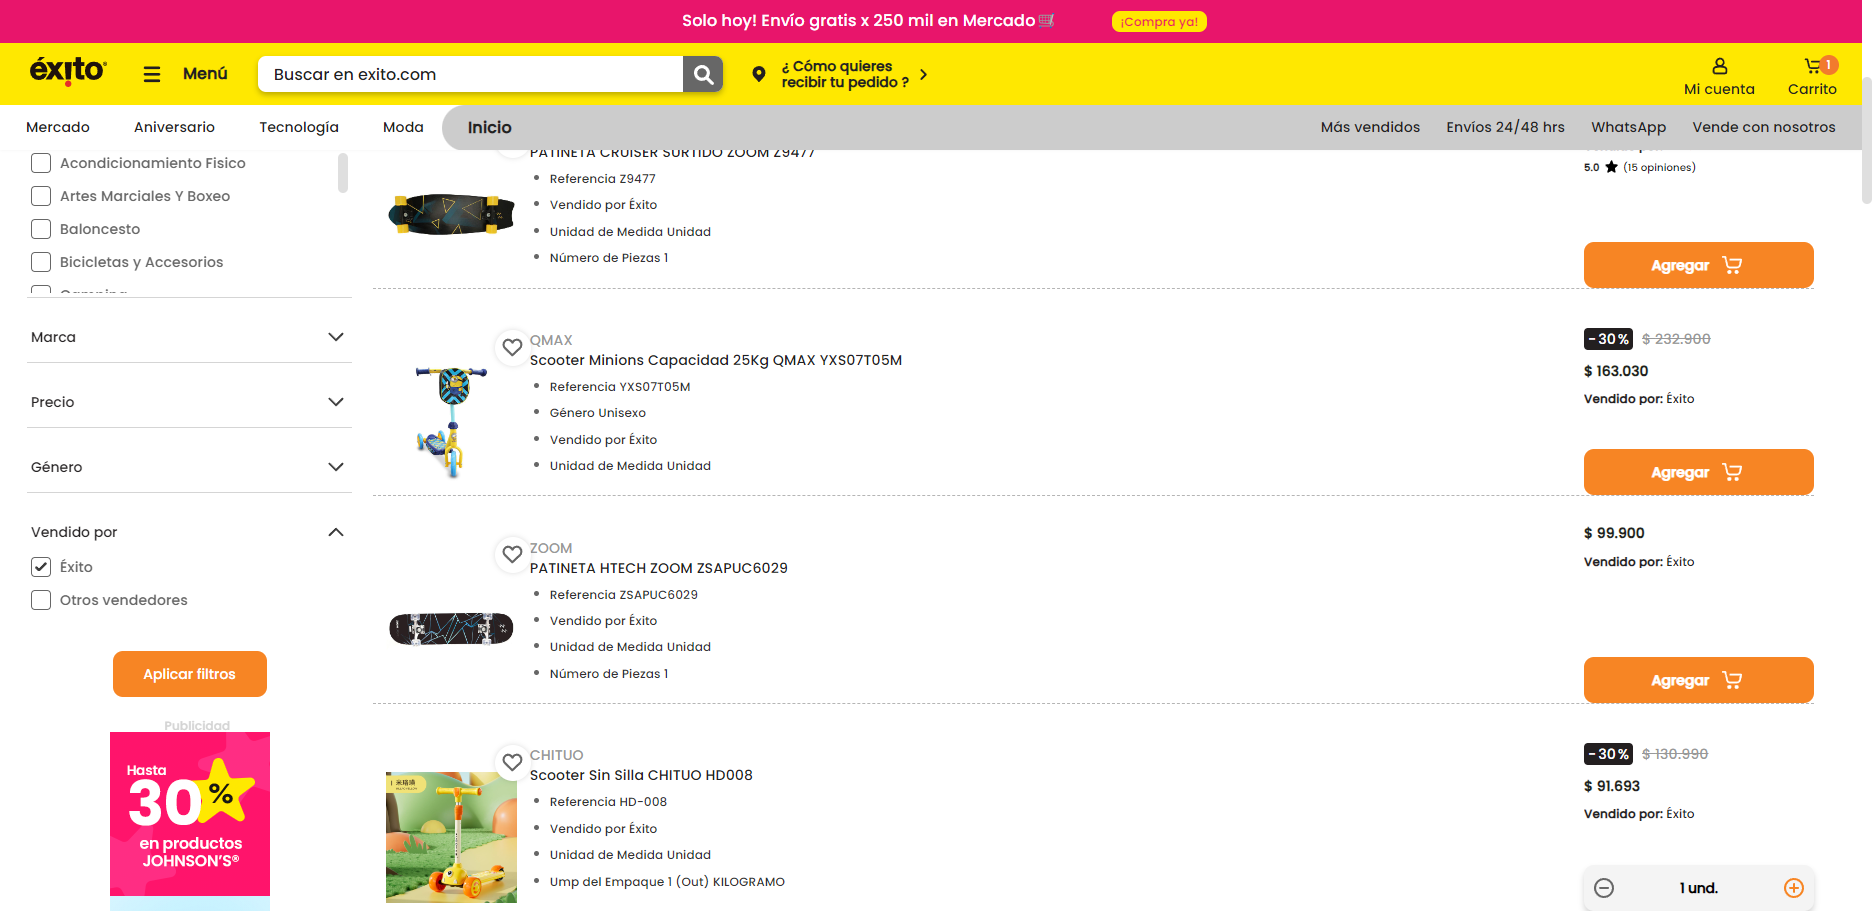 Solo hoy! Envío gratis x 250 mil en Mercado
¡Compra ya!
éxito
Menú
Buscar en exito.com
¿ Cómo quieres
recibir tu pedido ?
Mi cuenta
1
Carrito
Mercado
Aniversario
Tecnología
Moda
Inicio
Más vendidos
Envíos 24/48 hrs
WhatsApp
Vende con nosotros
Acondicionamiento Fisico
Artes Marciales Y Boxeo
Baloncesto
Bicicletas y Accesorios
Marca
Precio
Género
Vendido por
Éxito
Otros vendedores
Aplicar filtros
Publicidad
Hasta
30%
en productos
JOHNSON'S®
PATINETA CRUISER SURTIDO ZOOM Z9477
Referencia Z9477
Vendido por Éxito
Unidad de Medida Unidad
Número de Piezas 1
5.0 (15 opiniones)
Agregar
QMAX
Scooter Minions Capacidad 25Kg QMAX YXS07T05M
Referencia YXS07T05M
Género Unisexo
Vendido por Éxito
Unidad de Medida Unidad
-30% $ 232.900
$ 163.030
Vendido por: Éxito
Agregar
ZOOM
PATINETA HTECH ZOOM ZSAPUC6029
Referencia ZSAPUC6029
Vendido por Éxito
Unidad de Medida Unidad
Número de Piezas 1
$ 99.900
Vendido por: Éxito
Agregar
CHITUO
Scooter Sin Silla CHITUO HD008
Referencia HD-008
Vendido por Éxito
Unidad de Medida Unidad
Ump del Empaque 1 (Out) KILOGRAMO
-30% $ 130.990
$ 91.693
Vendido por: Éxito
1 und.